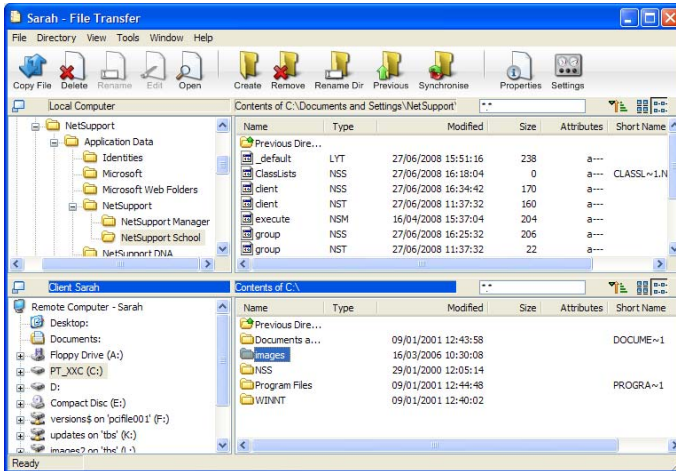 Sarah - File Transfer
File Directory View Tools Window Help
Copy File Delete Rename Edit Open Create Remove Rename Dir Previous Synchronise Properties Settings
Local Computer Contents of C:\Documents and Settings\NetSupport\ *.*
NetSupport
Application Data
Identities
Microsoft
Microsoft Web Folders
NetSupport
NetSupport Manager
NetSupport School
NetSupport DNA
Name Type Modified Size Attributes Short Name
Previous Dire...
_default LYT 27/06/2008 15:51:16 238 a---
ClassLists NSS 27/06/2008 16:18:04 0 a--- CLASSL~1.N
client NSS 27/06/2008 16:34:42 170 a---
client NST 27/06/2008 11:37:32 160 a---
execute NSM 16/04/2008 15:37:04 204 a---
group NSS 27/06/2008 16:25:32 206 a---
group NST 27/06/2008 11:37:32 22 a---
Client Sarah Contents of C:\ *.*
Remote Computer - Sarah
Desktop:
Documents:
Floppy Drive (A:)
PT_XXC (C:)
D:
Compact Disc (E:)
versions$ on 'pcifile001' (F:)
updates on 'tbs' (K:)
images2 on 'tbs' (L:)
Name Type Modified Size Attributes Short Name
Previous Dire...
Documents a... 09/01/2001 12:43:58 DOCUME~1
images 16/03/2006 10:30:08
NSS 29/01/2000 12:05:14
Program Files 09/01/2001 12:44:48 PROGRA~1
WINNT 09/01/2001 12:40:02
Ready